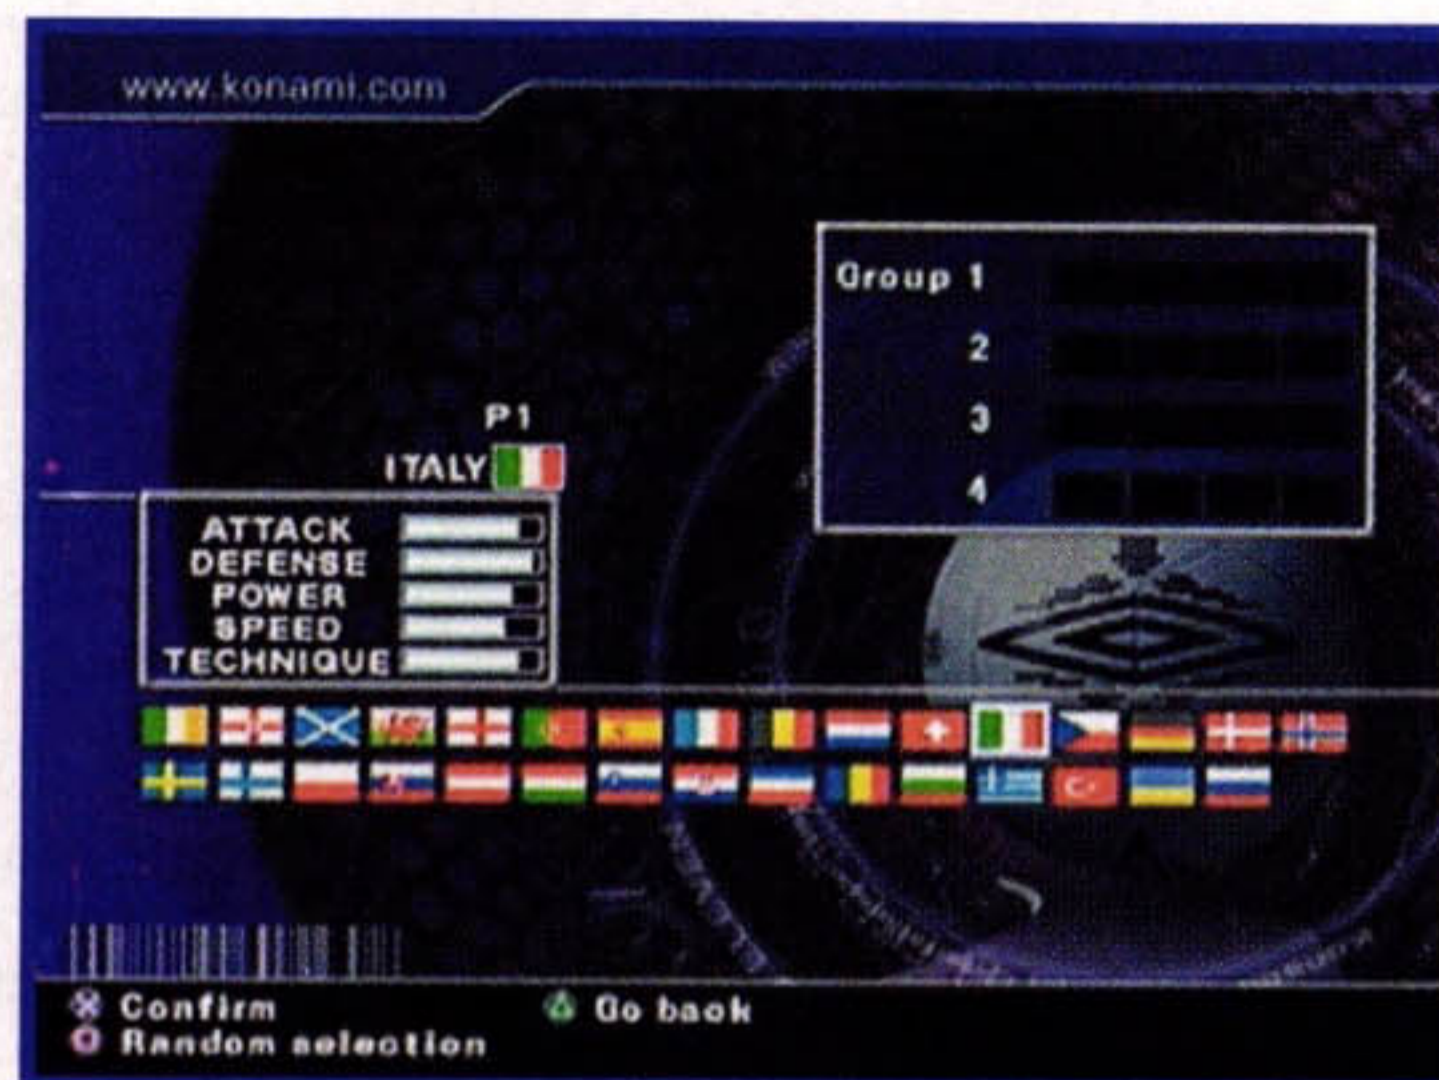 www.konami.com
Group 1
2
3
4
P1
ITALY
ATTACK
DEFENSE
POWER
SPEED
TECHNIQUE
Confirm
Go back
Random selection